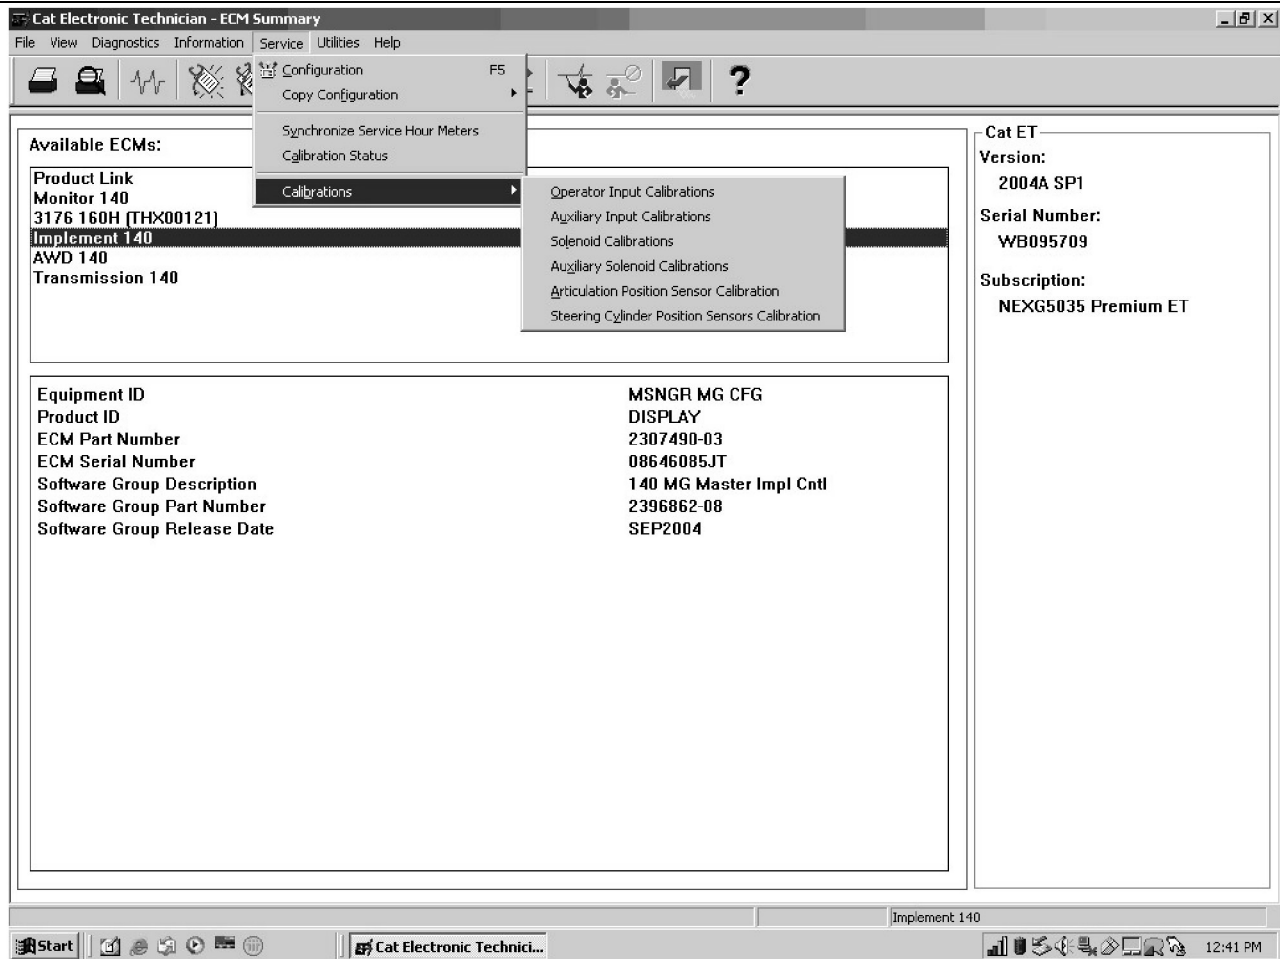 Cat Electronic Technician - ECM Summary
File View Diagnostics Information Service Utilities Help
Configuration F5
Copy Configuration
Synchronize Service Hour Meters
Calibration Status
Calibrations
Operator Input Calibrations
Auxiliary Input Calibrations
Solenoid Calibrations
Auxiliary Solenoid Calibrations
Articulation Position Sensor Calibration
Steering Cylinder Position Sensors Calibration
Available ECMs:
Product Link
Monitor 140
3176 160H (THX00121)
Implement 140
AWD 140
Transmission 140
Cat ET
Version:
2004A SP1
Serial Number:
WB095709
Subscription:
NEXG5035 Premium ET
Equipment ID MSNGR MG CFG
Product ID DISPLAY
ECM Part Number 2307490-03
ECM Serial Number 08646085JT
Software Group Description 140 MG Master Impl Cntl
Software Group Part Number 2396862-08
Software Group Release Date SEP2004
Implement 140
Start Cat Electronic Technici... 12:41 PM